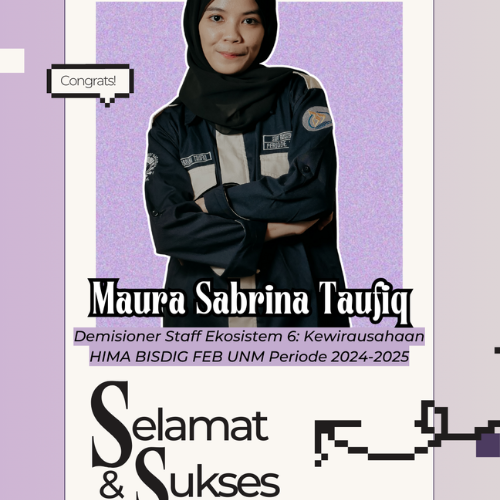 Congrats!
Maura Sabrina Taufiq
Demisioner Staff Ekosistem 6: Kewirausahaan
HIMA BISDIG FEB UNM Periode 2024-2025
Selamat
& Sukses